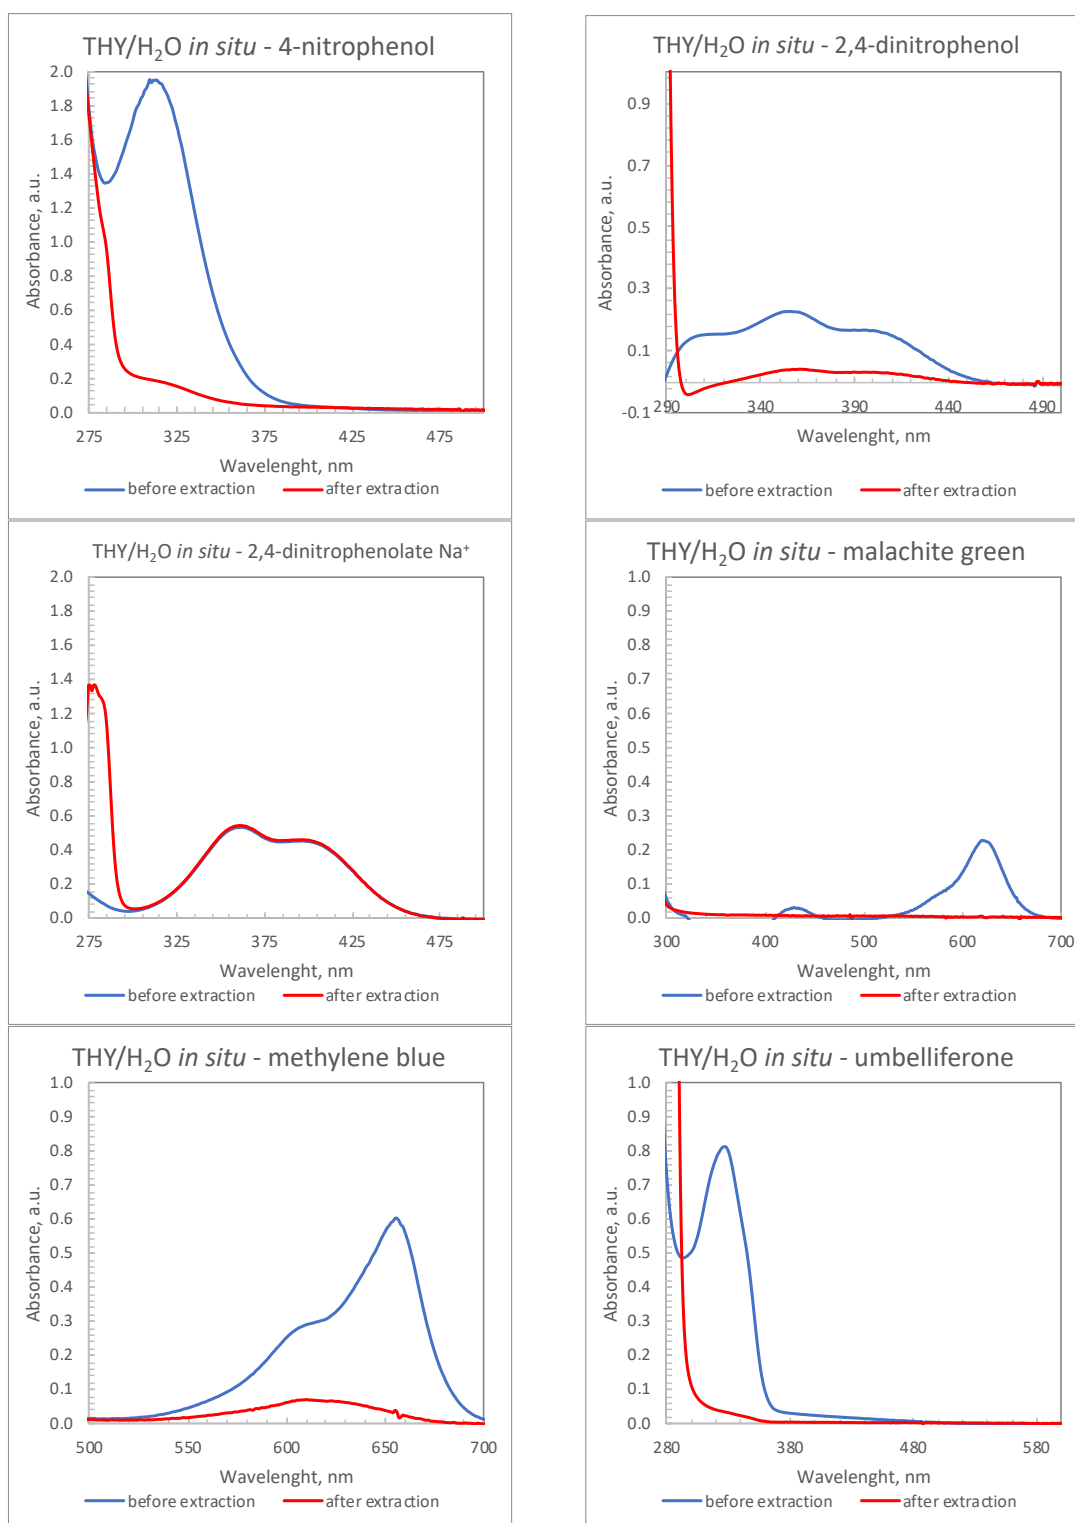 THY/H₂O in situ - 4-nitrophenol
2.0
1.8
1.6
1.4
1.2
1.0
0.8
0.6
0.4
0.2
0.0
Absorbance, a.u.
275 325 375 425 475
Wavelenght, nm
before extraction after extraction
THY/H₂O in situ - 2,4-dinitrophenol
0.9
0.7
0.5
0.3
0.1
-0.1
Absorbance, a.u.
290 340 390 440 490
Wavelenght, nm
before extraction after extraction
THY/H₂O in situ - 2,4-dinitrophenolate Na⁺
2.0
1.8
1.6
1.4
1.2
1.0
0.8
0.6
0.4
0.2
0.0
Absorbance, a.u.
275 325 375 425 475
Wavelenght, nm
before extraction after extraction
THY/H₂O in situ - malachite green
1.0
0.9
0.8
0.7
0.6
0.5
0.4
0.3
0.2
0.1
0.0
Absorbance, a.u.
300 400 500 600 700
Wavelenght, nm
before extraction after extraction
THY/H₂O in situ - methylene blue
1.0
0.9
0.8
0.7
0.6
0.5
0.4
0.3
0.2
0.1
0.0
Absorbance, a.u.
500 550 600 650 700
Wavelenght, nm
before extraction after extraction
THY/H₂O in situ - umbelliferone
1.0
0.9
0.8
0.7
0.6
0.5
0.4
0.3
0.2
0.1
0.0
Absorbance, a.u.
280 380 480 580
Wavelenght, nm
before extraction after extraction